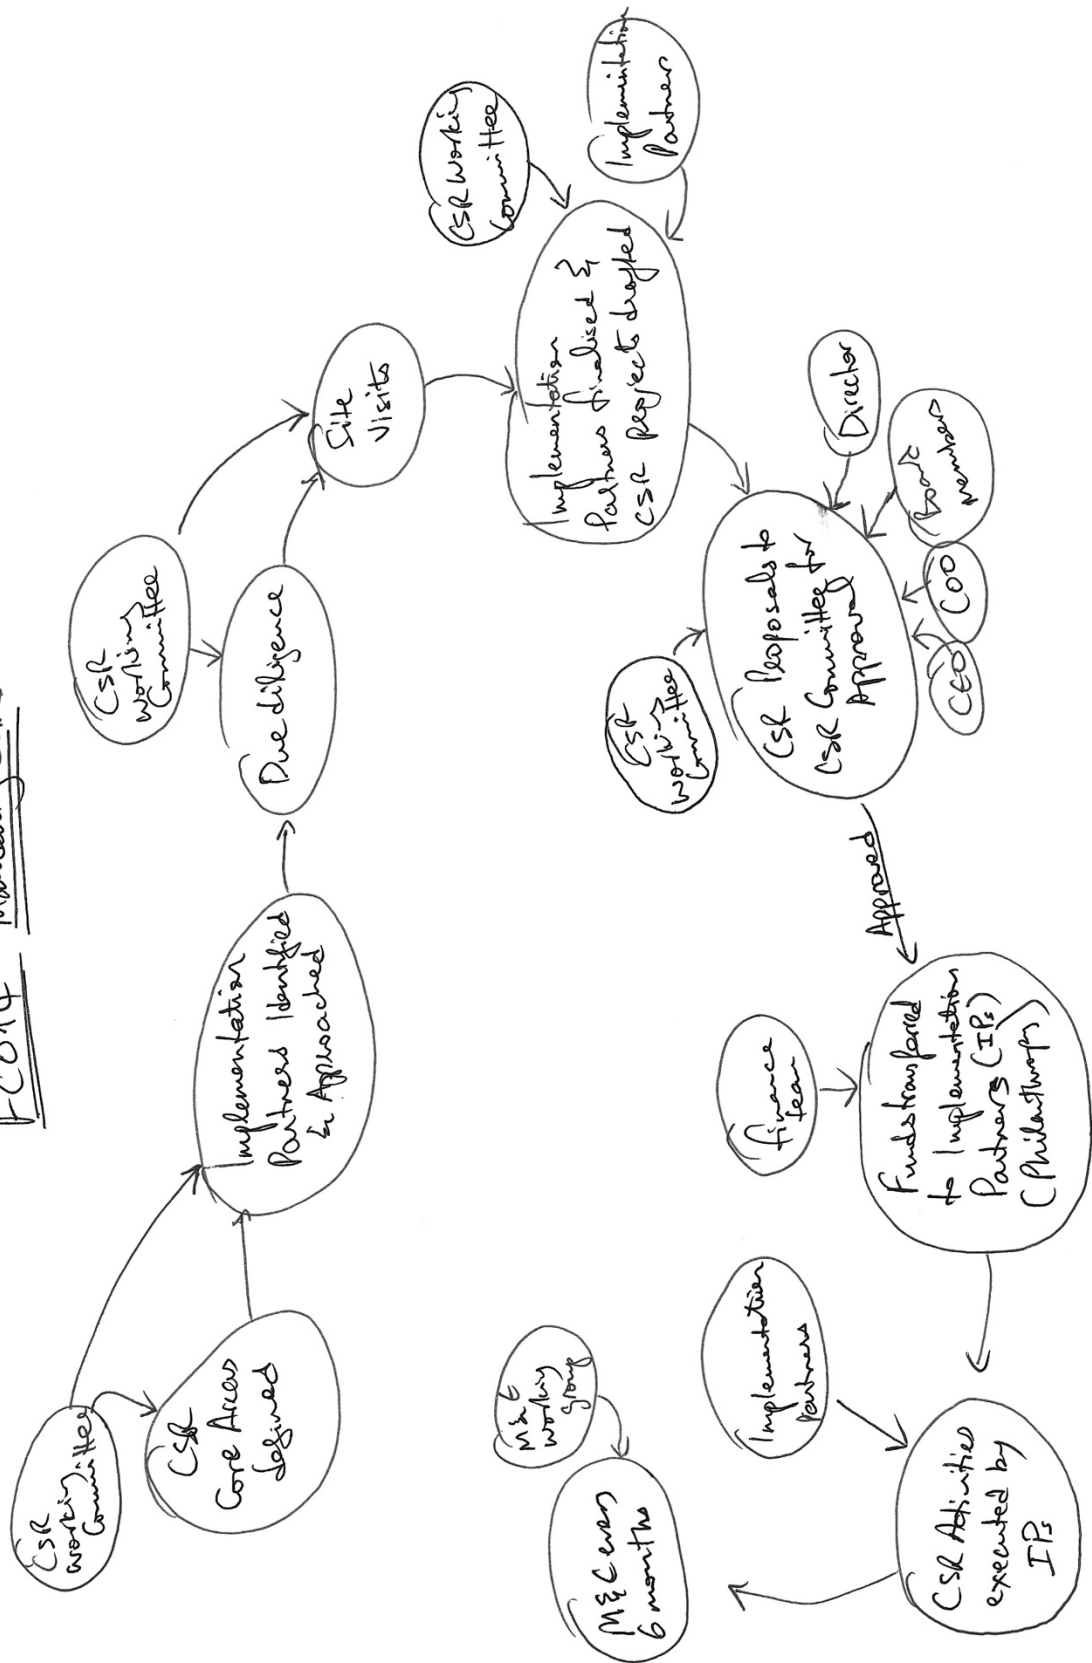 CSR
working
Committee
CSR
Core Areas
defined
Implementation
Partners Identified
& Approached
CSR
working
Committee
Due diligence
Site
Visits
CSR Working
Committee
Implementation
Partners
Implementation
Partners finalised &
CSR projects drafted
CSR
working
Committee
CSR Proposals to
CSR Committee for
Approval
Director
Board
members
COO
CEO
Approved
finance
team
Funds transferred
to Implementation
Partners (IPs)
(Philanthropy)
Implementation
Partners
CSR Activities
executed by
IPs
M&E
working
group
M&E every
6 months